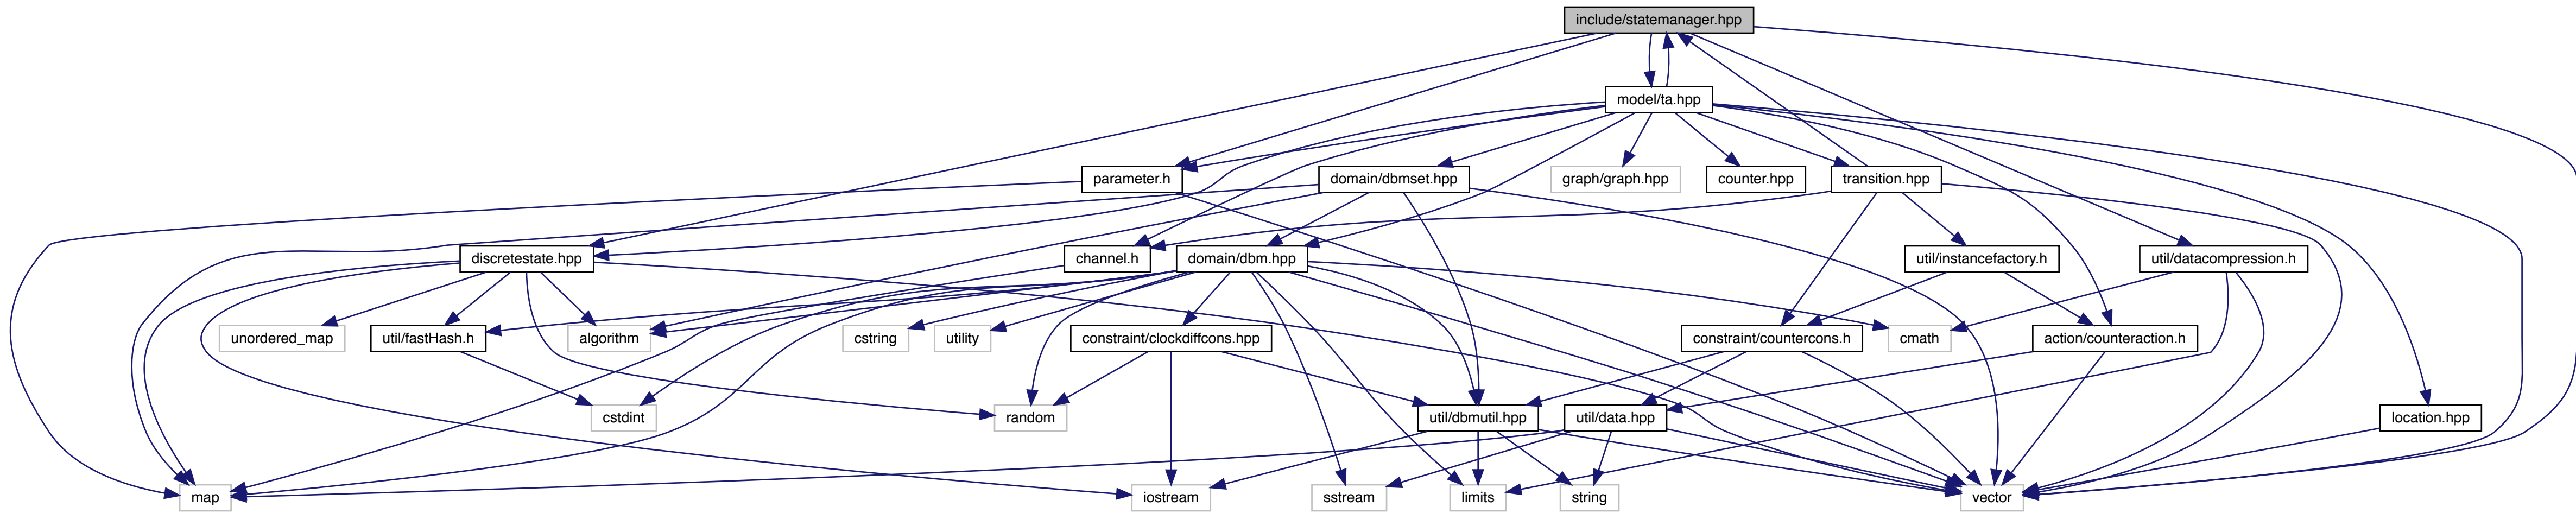 include/statemanager.hpp
model/ta.hpp
parameter.h
domain/dbmset.hpp
graph/graph.hpp
counter.hpp
transition.hpp
discretestate.hpp
channel.h
domain/dbm.hpp
util/instancefactory.h
util/datacompression.h
unordered_map
util/fastHash.h
algorithm
cstring
utility
constraint/clockdiffcons.hpp
constraint/countercons.h
cmath
action/counteraction.h
cstdint
random
util/dbmutil.hpp
util/data.hpp
location.hpp
map
iostream
sstream
limits
string
vector